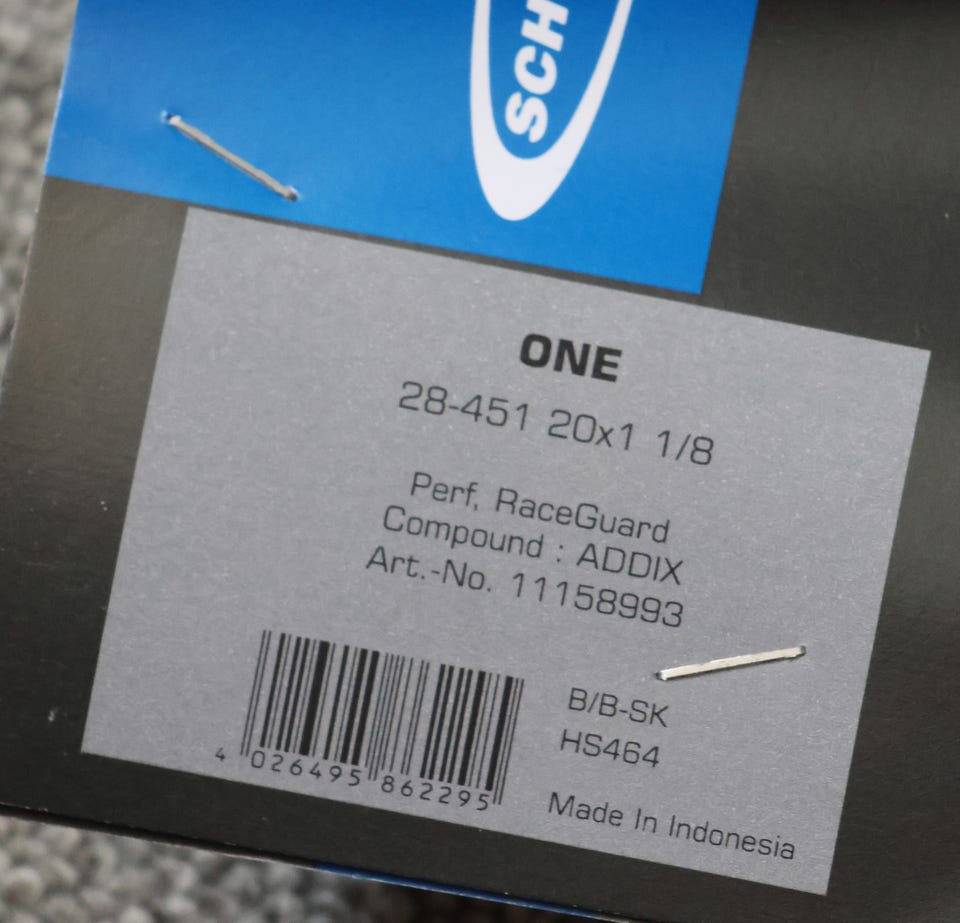 SCH
ONE
28-451 20x1 1/8
Perf, RaceGuard
Compound : ADDIX
Art.-No. 11158993
B/B-SK
HS464
4 026495 862295
Made In Indonesia